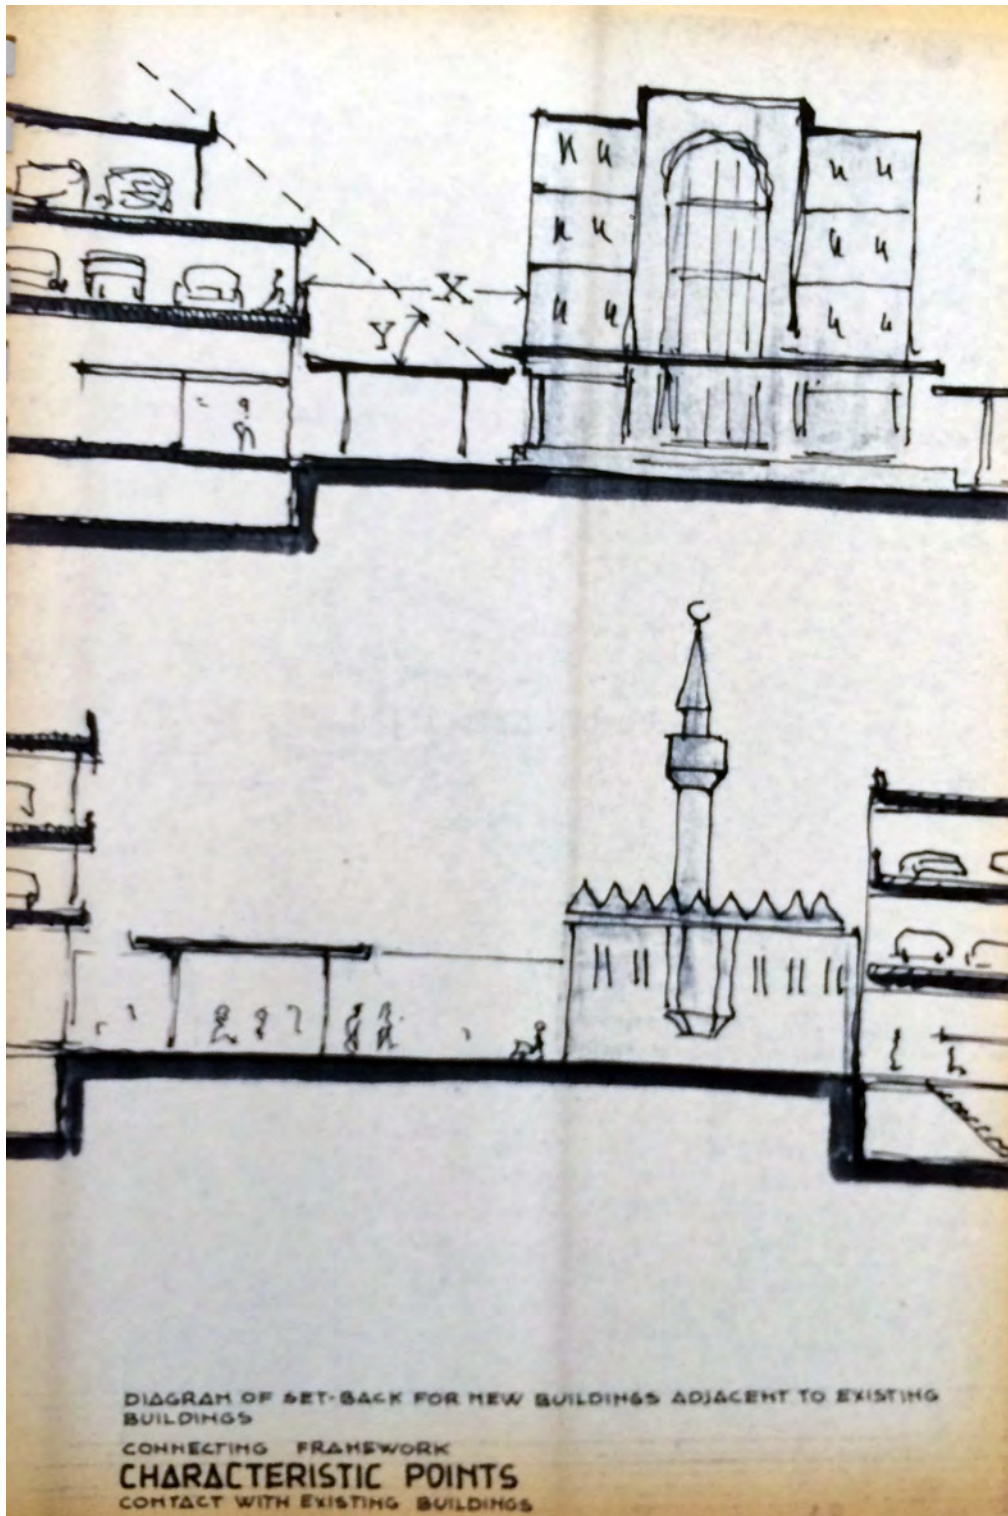 X
Y
DIAGRAM OF SET-BACK FOR NEW BUILDINGS ADJACENT TO EXISTING
BUILDINGS
CONNECTING FRAMEWORK
CHARACTERISTIC POINTS
CONTACT WITH EXISTING BUILDINGS